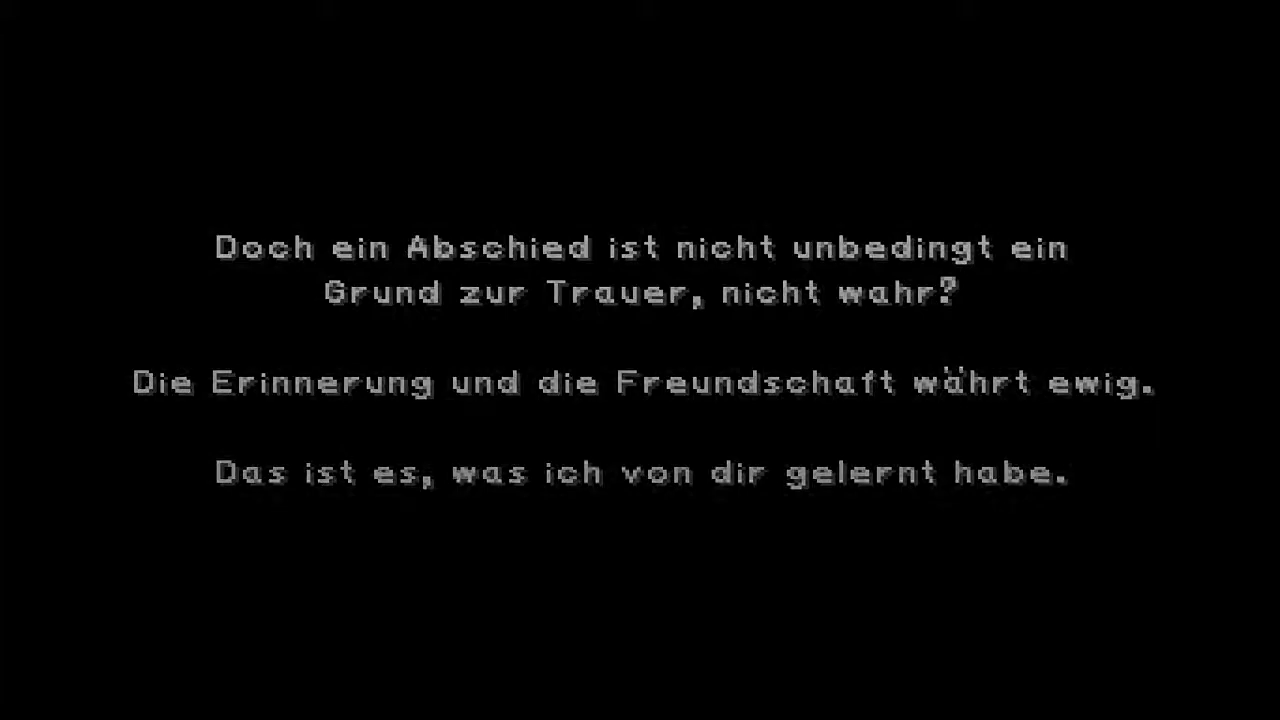 Doch ein Abschied ist nicht unbedingt ein
Grund zur Trauer, nicht wahr?
Die Erinnerung und die Freundschaft währt ewig.
Das ist es, was ich von dir gelernt habe.